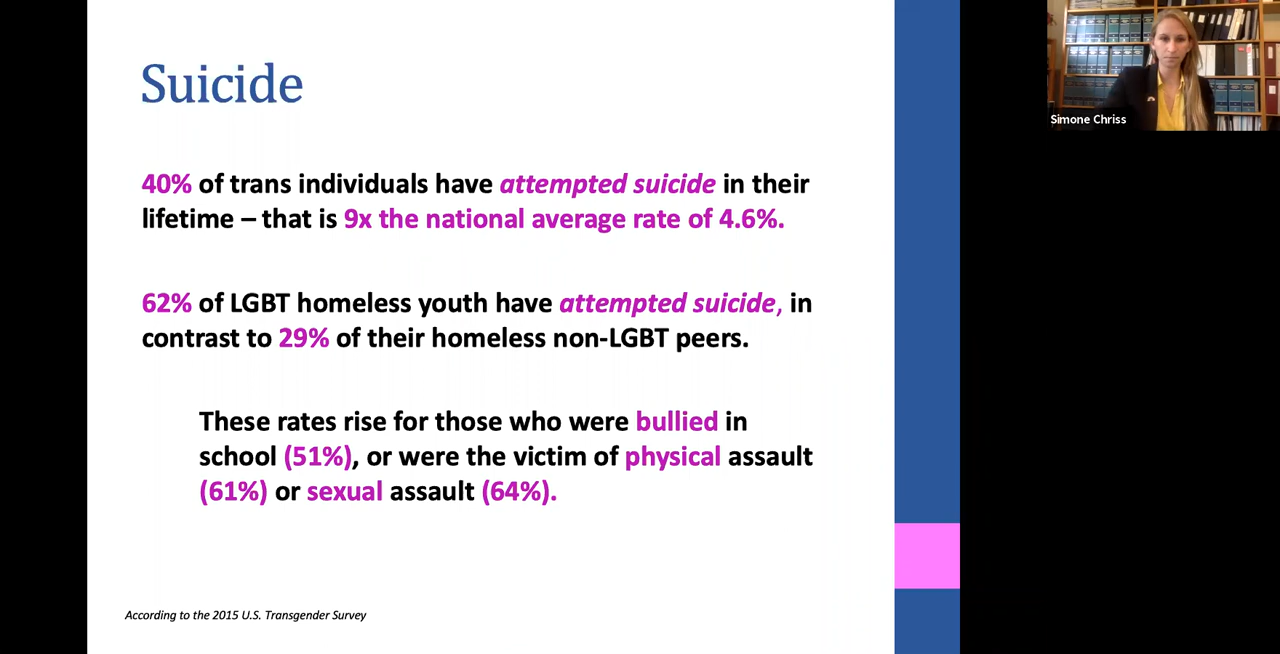 Suicide
40% of trans individuals have attempted suicide in their
lifetime – that is 9x the national average rate of 4.6%.
62% of LGBT homeless youth have attempted suicide, in
contrast to 29% of their homeless non-LGBT peers.
These rates rise for those who were bullied in
school (51%), or were the victim of physical assault
(61%) or sexual assault (64%).
According to the 2015 U.S. Transgender Survey
Simone Chriss